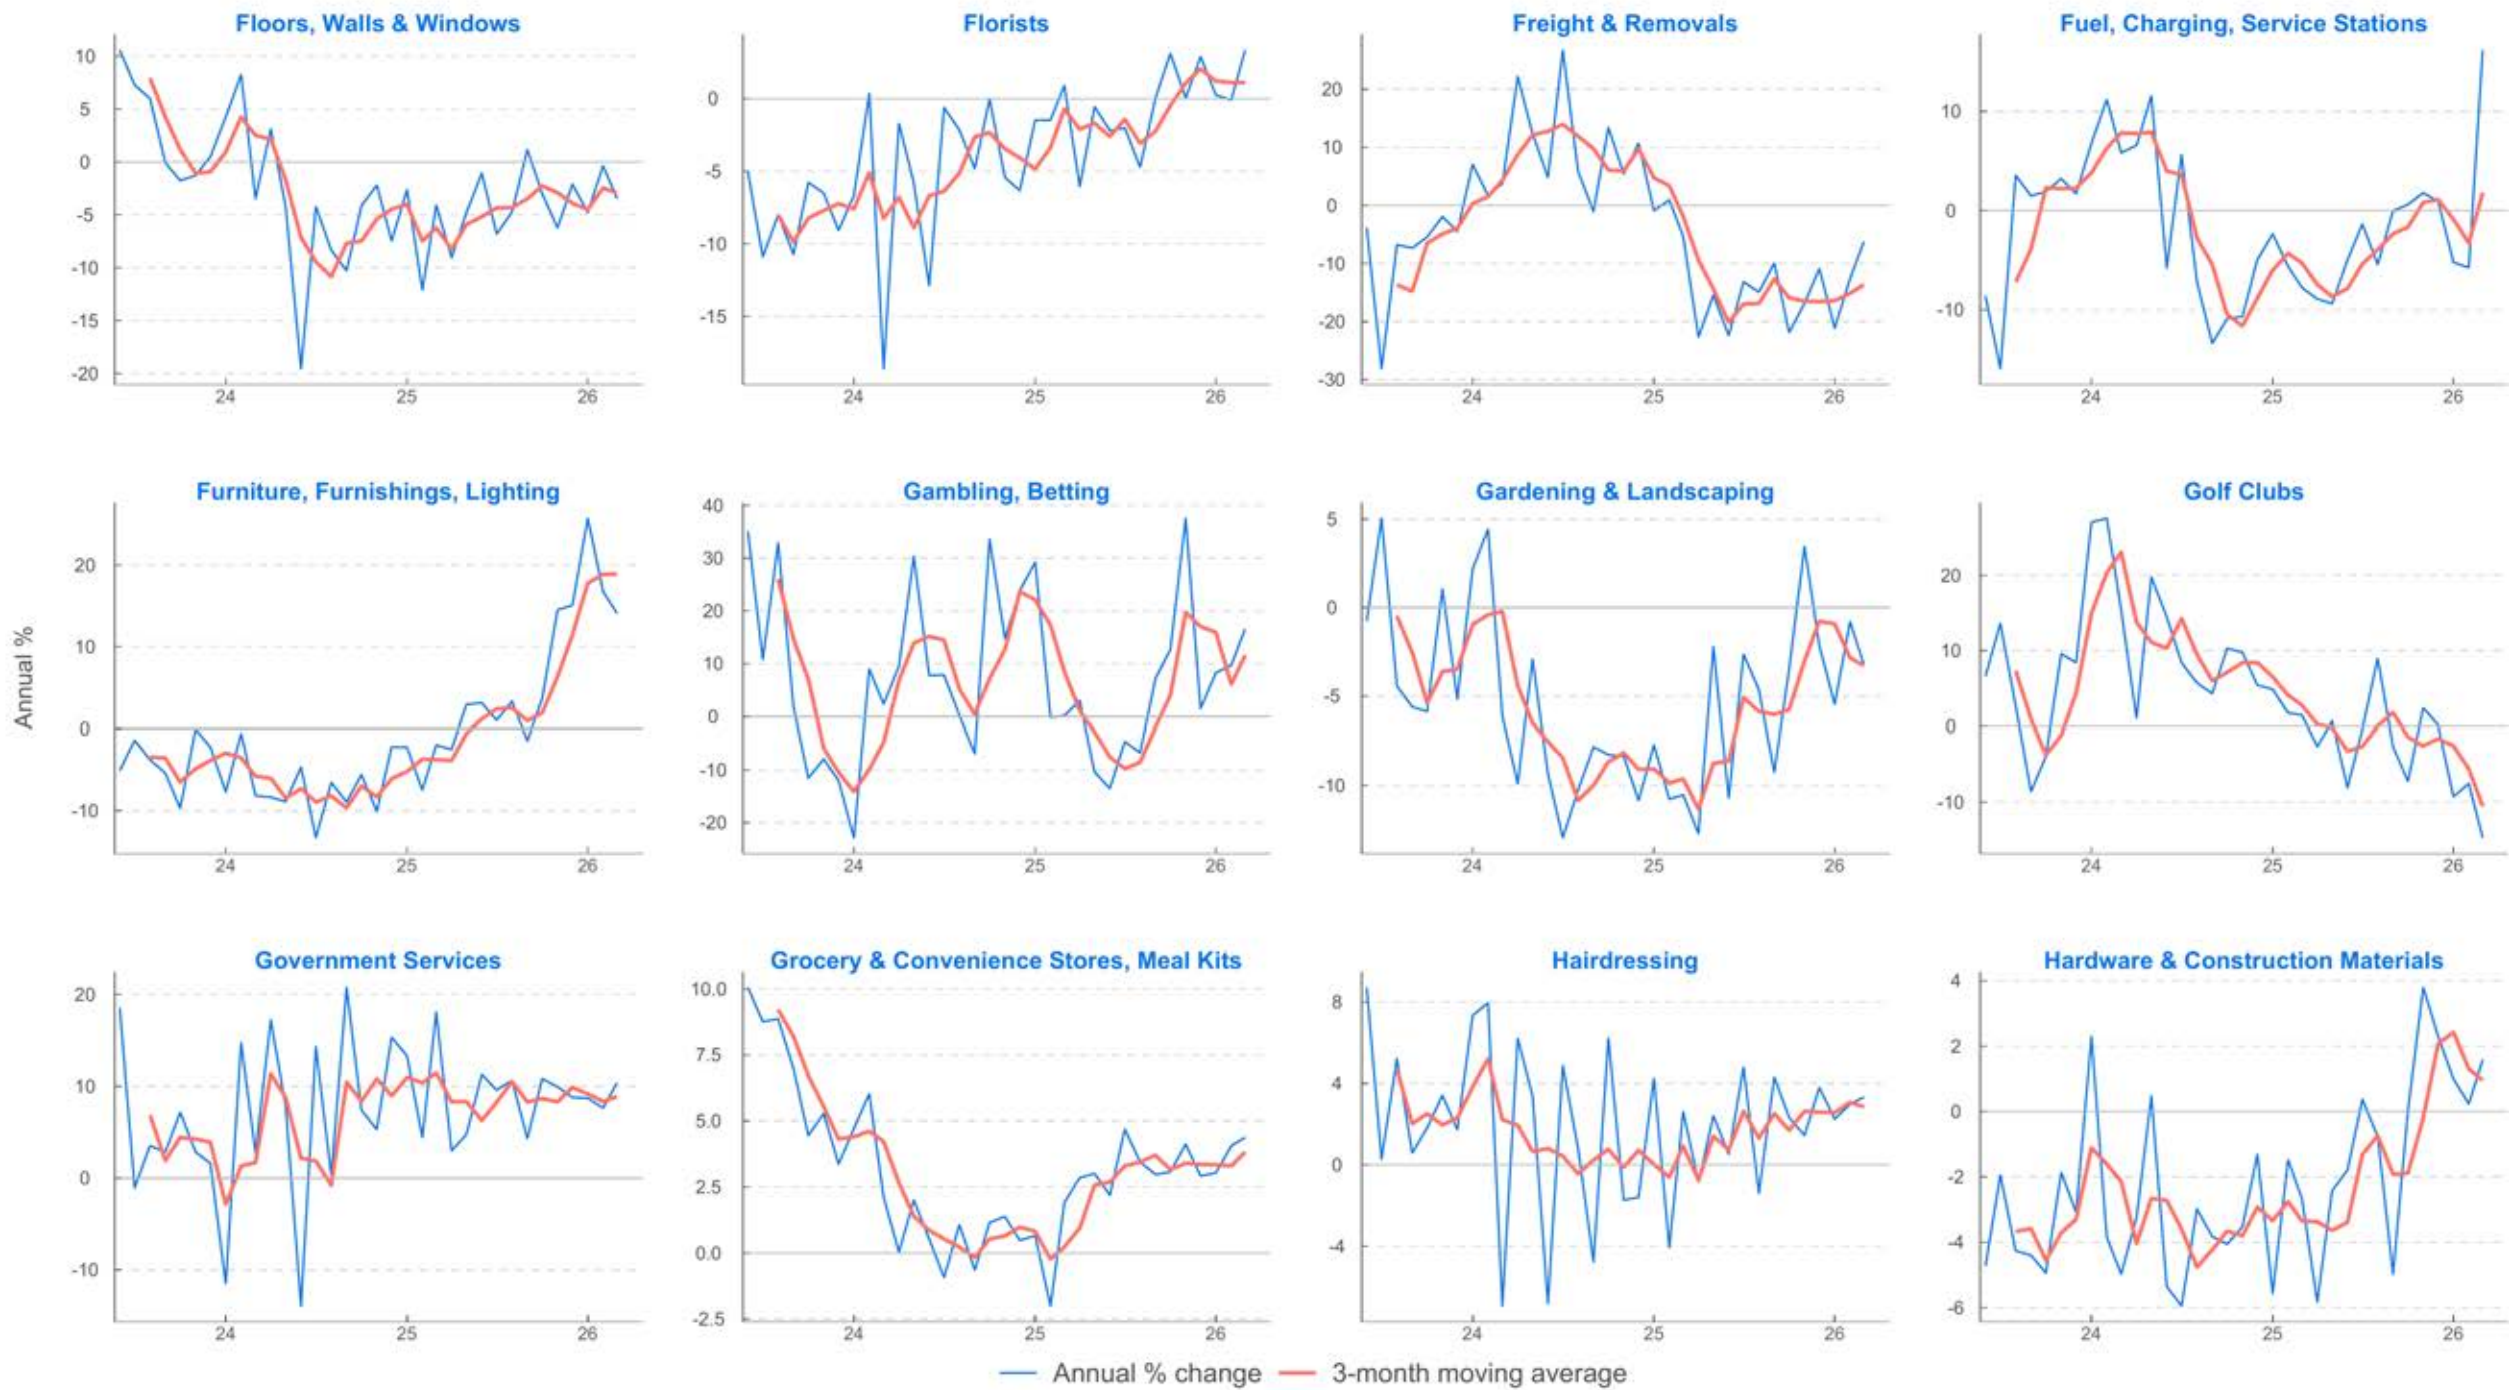 Floors, Walls & Windows
10
5
0
-5
-10
-15
-20
24 25 26
Florists
0
-5
-10
-15
24 25 26
Freight & Removals
20
10
0
-10
-20
-30
24 25 26
Fuel, Charging, Service Stations
10
0
-10
24 25 26
Annual %
Furniture, Furnishings, Lighting
20
10
0
-10
24 25 26
Gambling, Betting
40
30
20
10
0
-10
-20
24 25 26
Gardening & Landscaping
5
0
-5
-10
24 25 26
Golf Clubs
20
10
0
-10
24 25 26
Government Services
20
10
0
-10
24 25 26
Grocery & Convenience Stores, Meal Kits
10.0
7.5
5.0
2.5
0.0
-2.5
24 25 26
Hairdressing
8
4
0
-4
24 25 26
Hardware & Construction Materials
4
2
0
-2
-4
-6
24 25 26
Annual % change 3-month moving average